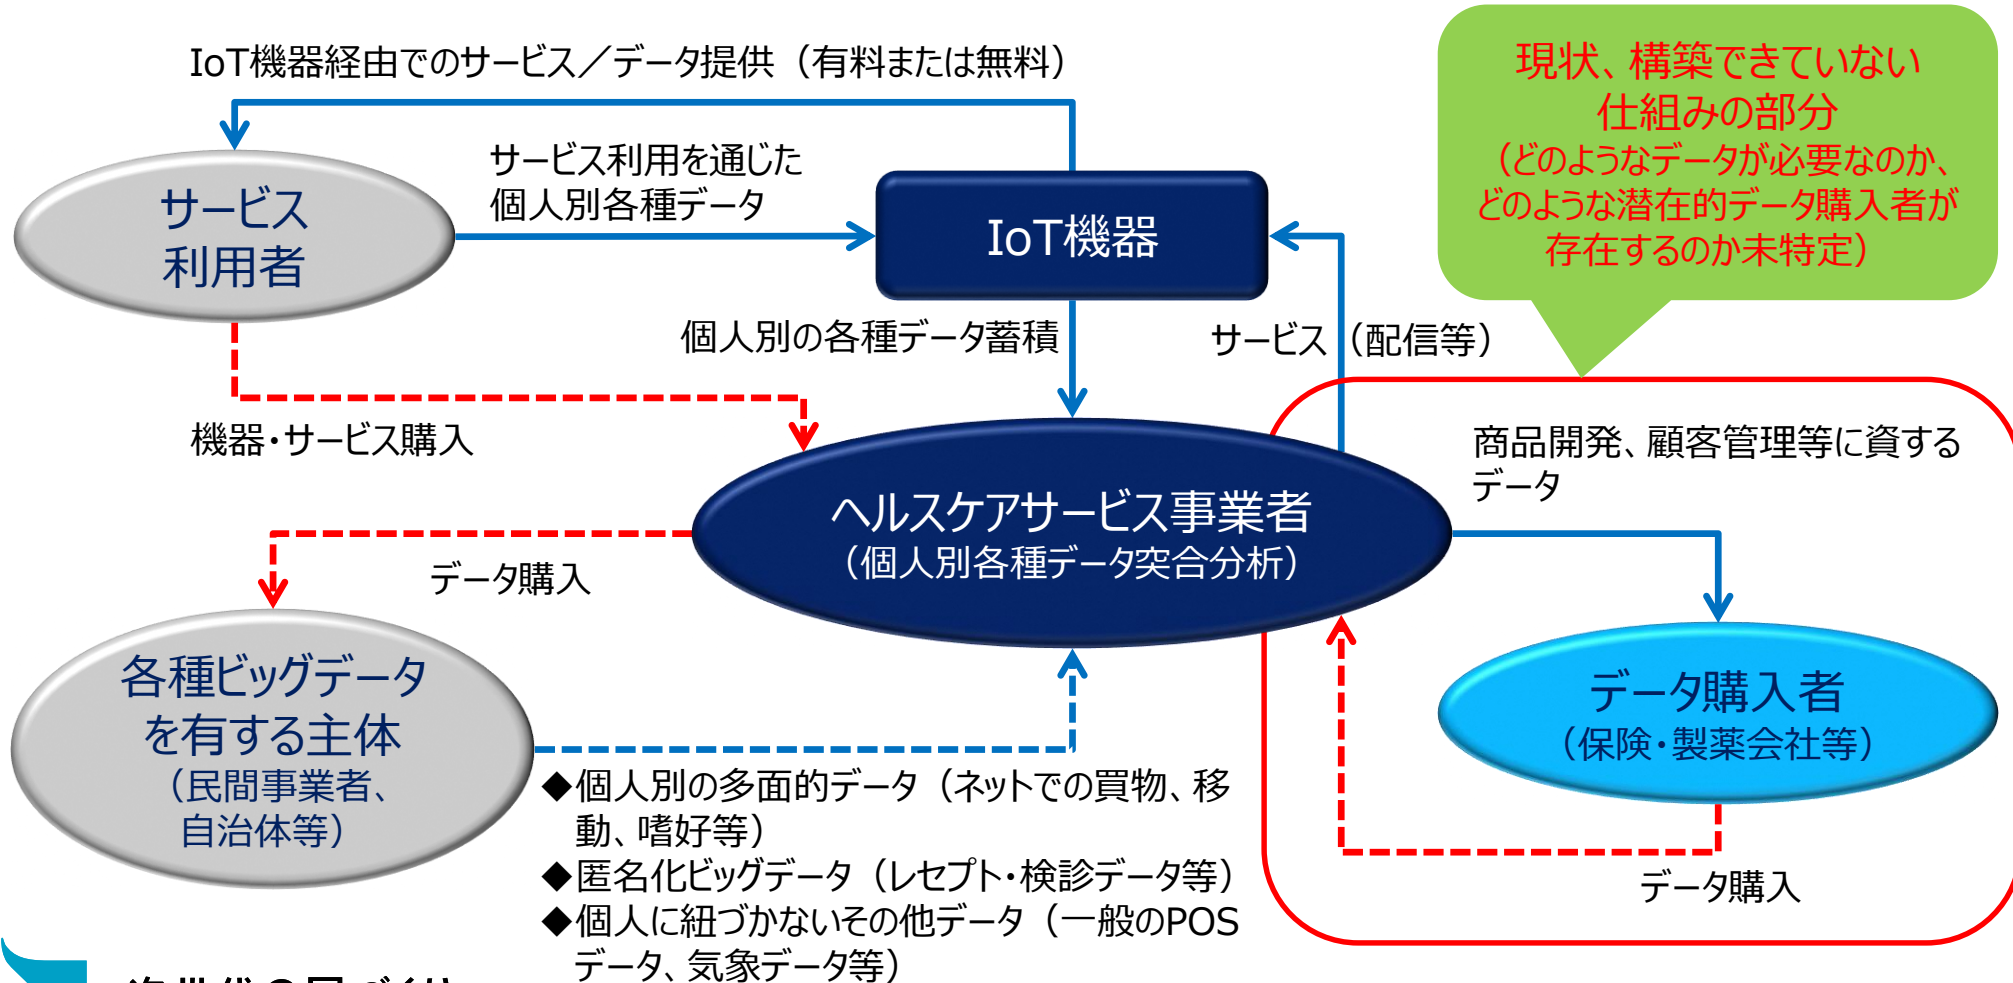 IoT機器経由でのサービス／データ提供（有料または無料）
現状、構築できていない
仕組みの部分
（どのようなデータが必要なのか、
どのような潜在的データ購入者が
存在するのか未特定）
サービス
利用者
サービス利用を通じた
個人別各種データ
IoT機器
個人別の各種データ蓄積
サービス（配信等）
機器・サービス購入
商品開発、顧客管理等に資する
データ
ヘルスケアサービス事業者
（個人別各種データ突合分析）
データ購入
各種ビッグデータ
を有する主体
（民間事業者、
自治体等）
データ購入者
（保険・製薬会社等）
◆個人別の多面的データ（ネットでの買物、移
動、嗜好等）
◆匿名化ビッグデータ（レセプト・検診データ等）
◆個人に紐づかないその他データ（一般のPOS
データ、気象データ等）
データ購入